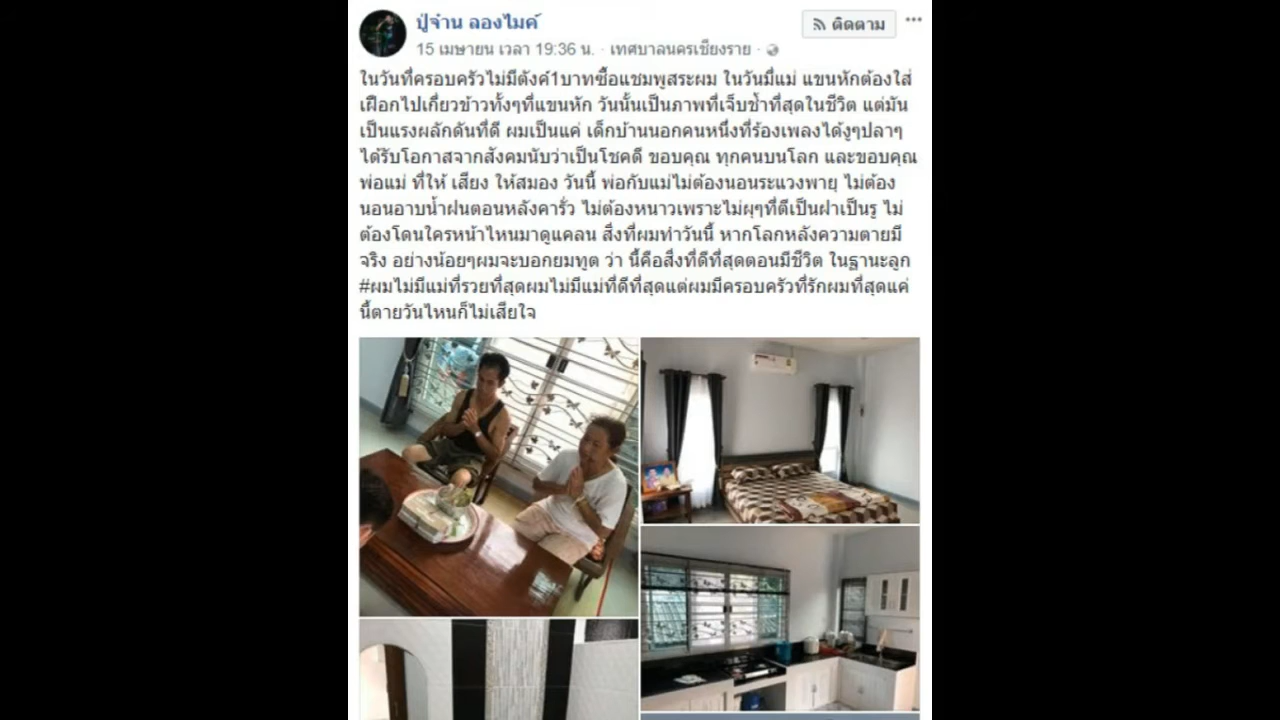 ปู่จ๋าน ลองไมค์
ติดตาม
15 เมษายน เวลา 19:36 น. · เทศบาลนครเชียงราย ·
ในวันที่ครอบครัวไม่มีตังค์1บาทซื้อแชมพูสระผม ในวันมี่แม่ แขนหักต้องใส่
เฝือกไปเกี่ยวข้าวทั้งๆที่แขนหัก วันนั้นเป็นภาพที่เจ็บช้ำที่สุดในชีวิต แต่มัน
เป็นแรงผลักดันที่ดี ผมเป็นแค่ เด็กบ้านนอกคนหนึ่งที่ร้องเพลงได้งูๆปลาๆ
ได้รับโอกาสจากสังคมนับว่าเป็นโชคดี ขอบคุณ ทุกคนบนโลก และขอบคุณ
พ่อแม่ ที่ให้ เสียง ให้สมอง วันนี้ พ่อกับแม่ไม่ต้องนอนระแวงพายุ ไม่ต้อง
นอนอาบน้ำฝนตอนหลังคารั่ว ไม่ต้องหนาวเพราะไม่ผุๆที่ตีเป็นฝาเป็นรู ไม่
ต้องโดนใครหน้าไหนมาดูแคลน สิ่งที่ผมทำวันนี้ หากโลกหลังความตายมี
จริง อย่างน้อยๆผมจะบอกยมทูต ว่า นี้คือสิ่งที่ดีที่สุดตอนมีชีวิต ในฐานะลูก
#ผมไม่มีแม่ที่รวยที่สุดผมไม่มีแม่ที่ดีที่สุดแต่ผมมีครอบครัวที่รักผมที่สุดแค่
นี้ตายวันไหนก็ไม่เสียใจ